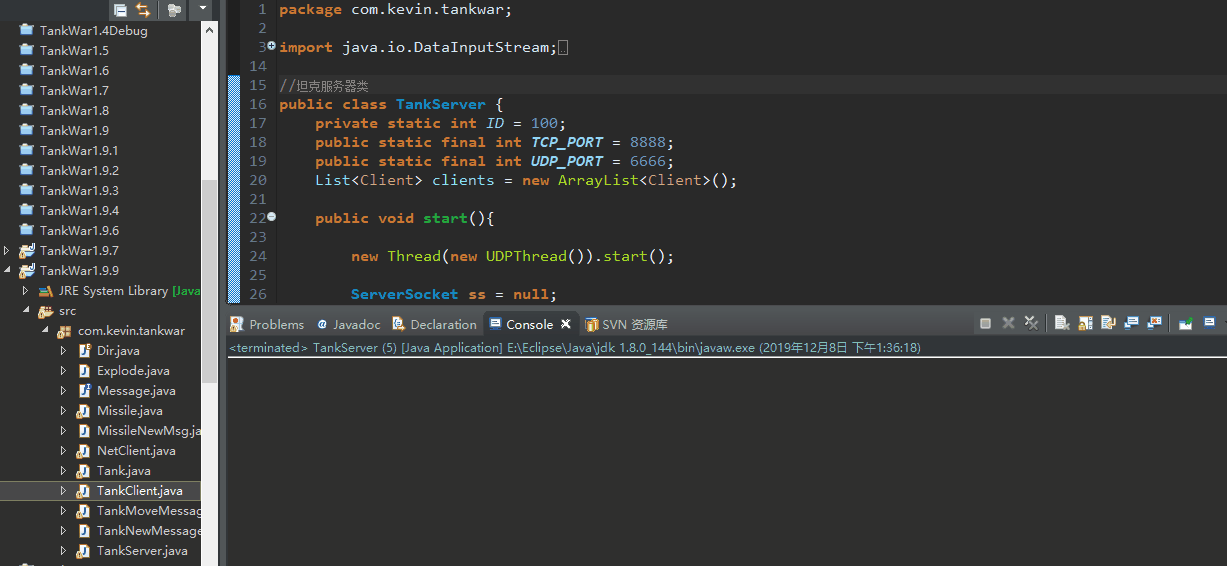 TankWar1.4Debug
TankWar1.5
TankWar1.6
TankWar1.7
TankWar1.8
TankWar1.9
TankWar1.9.1
TankWar1.9.2
TankWar1.9.3
TankWar1.9.4
TankWar1.9.6
TankWar1.9.7
TankWar1.9.9
JRE System Library [Java
src
com.kevin.tankwar
Dir.java
Explode.java
Message.java
Missile.java
MissileNewMsg.ja
NetClient.java
Tank.java
TankClient.java
TankMoveMessag
TankNewMessage
TankServer.java
1 package com.kevin.tankwar;
2
3 import java.io.DataInputStream;
14
15 //坦克服务器类
16 public class TankServer {
17 private static int ID = 100;
18 public static final int TCP_PORT = 8888;
19 public static final int UDP_PORT = 6666;
20 List<Client> clients = new ArrayList<Client>();
21
22 public void start(){
23
24 new Thread(new UDPThread()).start();
25
26 ServerSocket ss = null;
Problems @ Javadoc Declaration Console SVN 资源库
<terminated> TankServer (5) [Java Application] E:\Eclipse\Java\jdk 1.8.0_144\bin\javaw.exe (2019年12月8日 下午1:36:18)